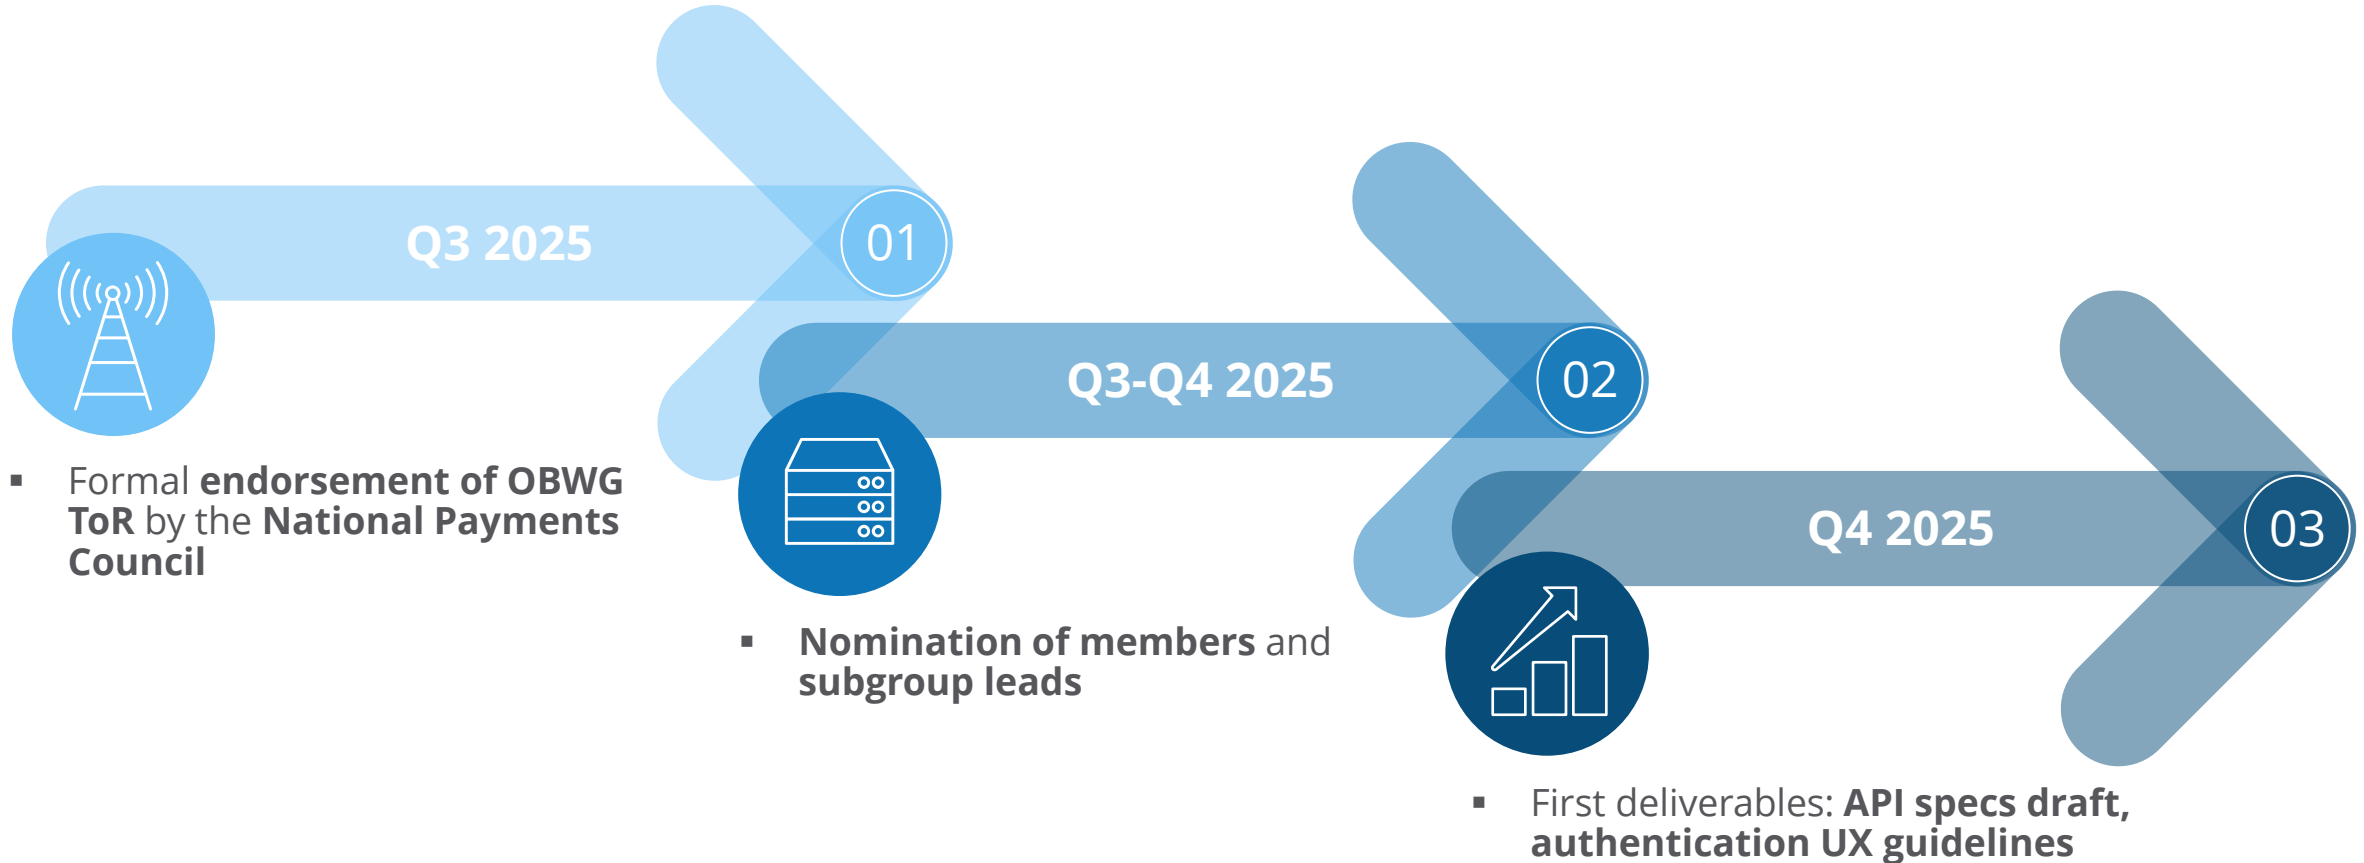 Q3 2025
01
▪ Formal endorsement of OBWG
ToR by the National Payments
Council
Q3-Q4 2025
02
▪ Nomination of members and
subgroup leads
Q4 2025
03
▪ First deliverables: API specs draft,
authentication UX guidelines